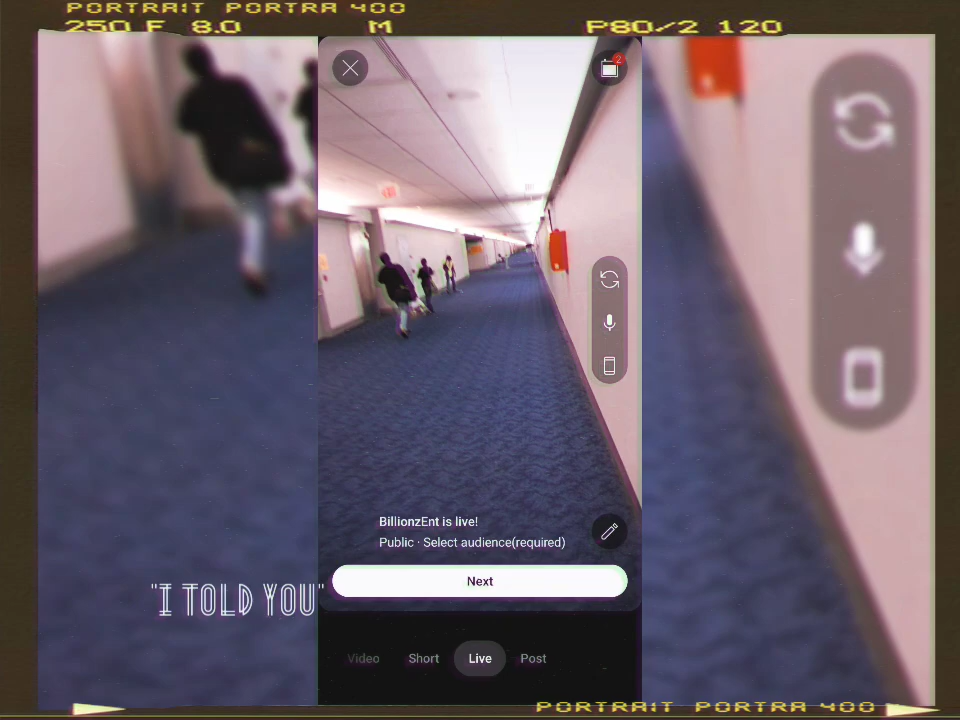 PORTRAIT PORTRA 400
250 F 8.0 M P80/2 120
2
BillionzEnt is live!
Public · Select audience(required)
Next
"I TOLD YOU"
Video Short Live Post
PORTRAIT PORTRA 400